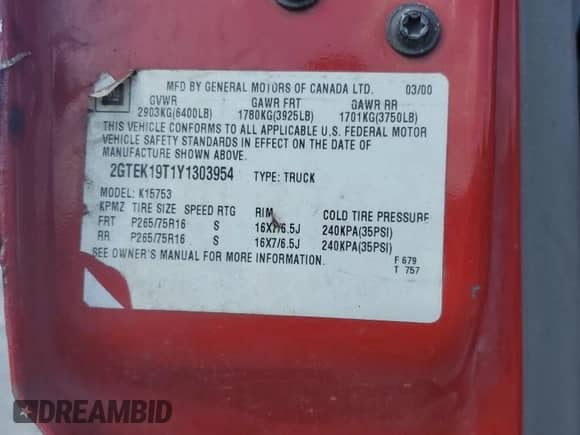 MFD BY GENERAL MOTORS OF CANADA LTD. 03/00
GVWR GAWR FRT GAWR RR
2903KG(6400LB) 1780KG(3925LB) 1701KG(3750LB)
THIS VEHICLE CONFORMS TO ALL APPLICABLE U.S. FEDERAL MOTOR
VEHICLE SAFETY STANDARDS IN EFFECT ON THE DATE OF
MANUFACTURE SHOWN ABOVE.
2GTEK19T1Y1303954 TYPE: TRUCK
MODEL: K15753
KPMZ TIRE SIZE SPEED RTG RIM COLD TIRE PRESSURE
FRT P265/75R16 S 16X7/6.5J 240KPA(35PSI)
RR P265/75R16 S 16X7/6.5J 240KPA(35PSI)
SEE OWNER'S MANUAL FOR MORE INFORMATION.
F 679
T 757
DREAMBID